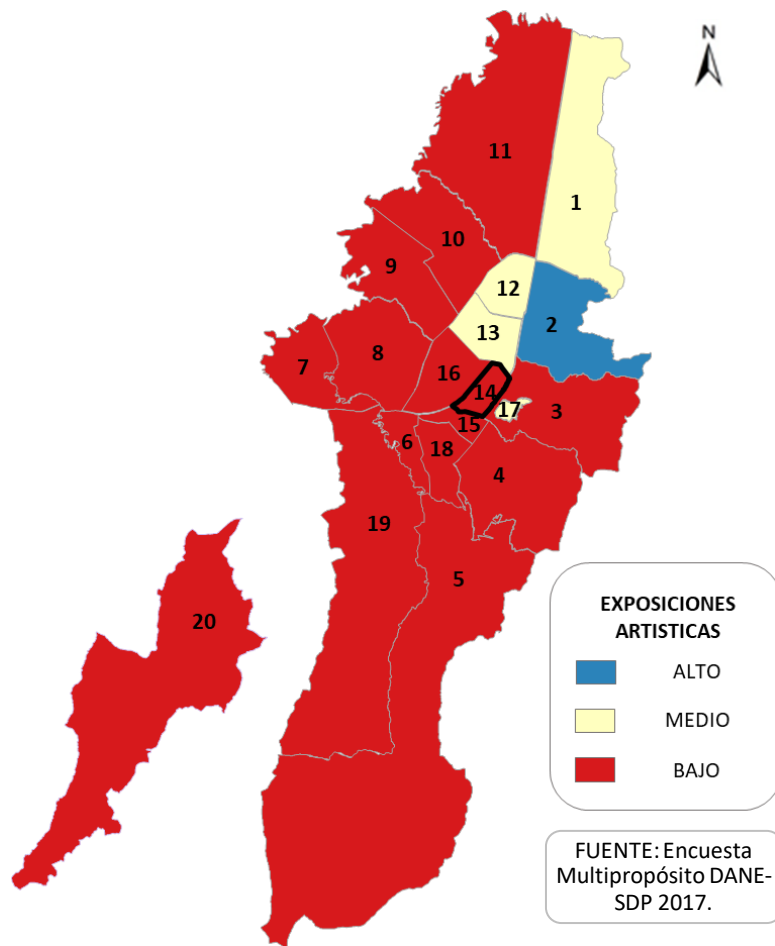 N
11
1
10
9
12
2
13
8
7
16
14
17
3
15
6
18
4
19
5
20
EXPOSICIONES
ARTISTICAS
ALTO
MEDIO
BAJO
FUENTE: Encuesta
Multipropósito DANE-
SDP 2017.